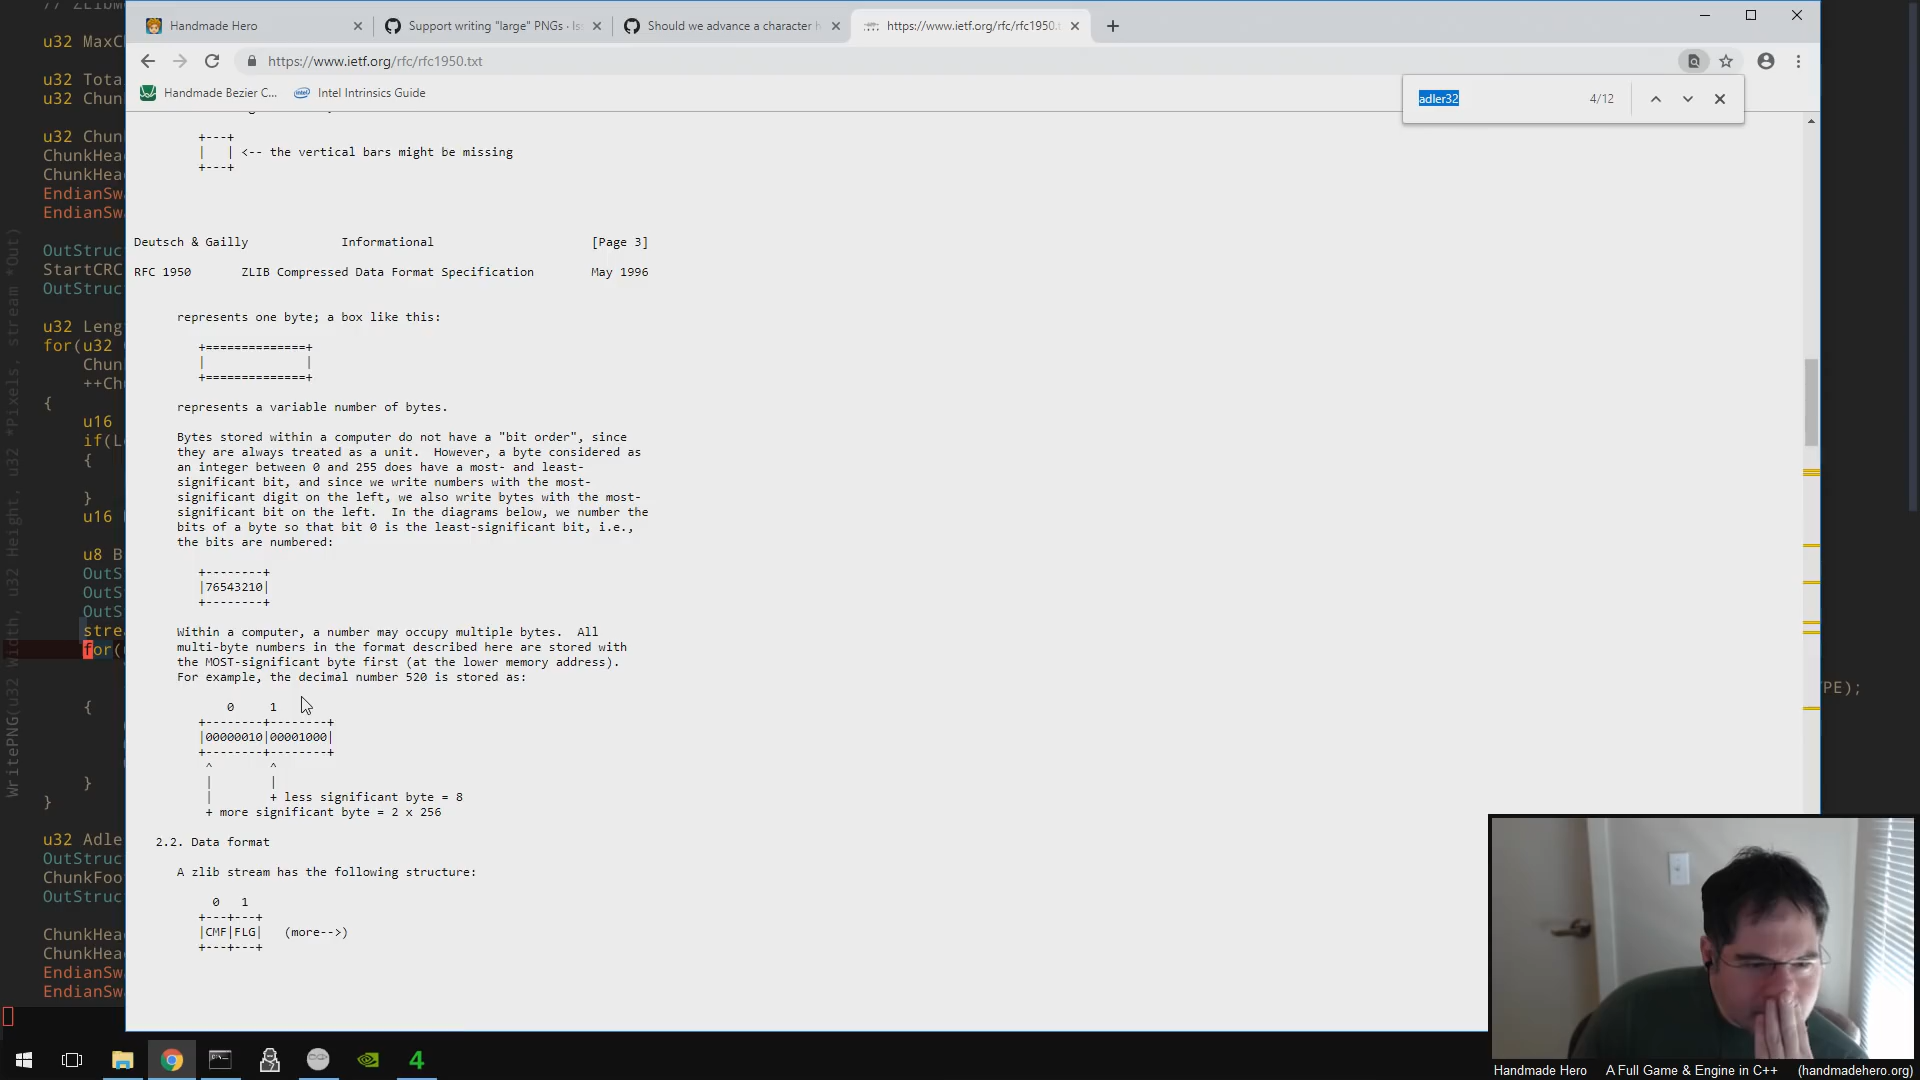 // ZLibM
Handmade Hero
Support writing "large" PNGs · Iss
Should we advance a character h
https://www.ietf.org/rfc/rfc1950.t
https://www.ietf.org/rfc/rfc1950.txt
Handmade Bezier C...
Intel Intrinsics Guide
adler32
4/12
u32 MaxC
u32 Tota
u32 Chun
u32 Chun
ChunkHea
ChunkHea
EndianSw
EndianSw
OutStruc
StartCRC
OutStruc
u32 Leng
for(u32
Chun
++Ch
{
u16
if(L
{
}
u16
u8 B
OutS
OutS
OutS
stre
for(
{
}
}
u32 Adle
OutStruc
ChunkFoo
OutStruc
ChunkHea
ChunkHea
EndianSw
EndianSw
WritePNG(u32 Width, u32 Height, u32 *Pixels, stream *Out)
PE);
+---+
|   | <-- the vertical bars might be missing
+---+
Deutsch & Gailly             Informational                      [Page 3]
RFC 1950       ZLIB Compressed Data Format Specification        May 1996
represents one byte; a box like this:
+==============+
|              |
+==============+
represents a variable number of bytes.
Bytes stored within a computer do not have a "bit order", since
they are always treated as a unit.  However, a byte considered as
an integer between 0 and 255 does have a most- and least-
significant bit, and since we write numbers with the most-
significant digit on the left, we also write bytes with the most-
significant bit on the left.  In the diagrams below, we number the
bits of a byte so that bit 0 is the least-significant bit, i.e.,
the bits are numbered:
+--------+
|76543210|
+--------+
Within a computer, a number may occupy multiple bytes.  All
multi-byte numbers in the format described here are stored with
the MOST-significant byte first (at the lower memory address).
For example, the decimal number 520 is stored as:
0     1
+--------+--------+
|00000010|00001000|
+--------+--------+
^        ^
|        |
|        + less significant byte = 8
+ more significant byte = 2 x 256
2.2. Data format
A zlib stream has the following structure:
0   1
+---+---+
|CMF|FLG|   (more-->)
+---+---+
4
Handmade Hero   A Full Game & Engine in C++   (handmadehero.org)